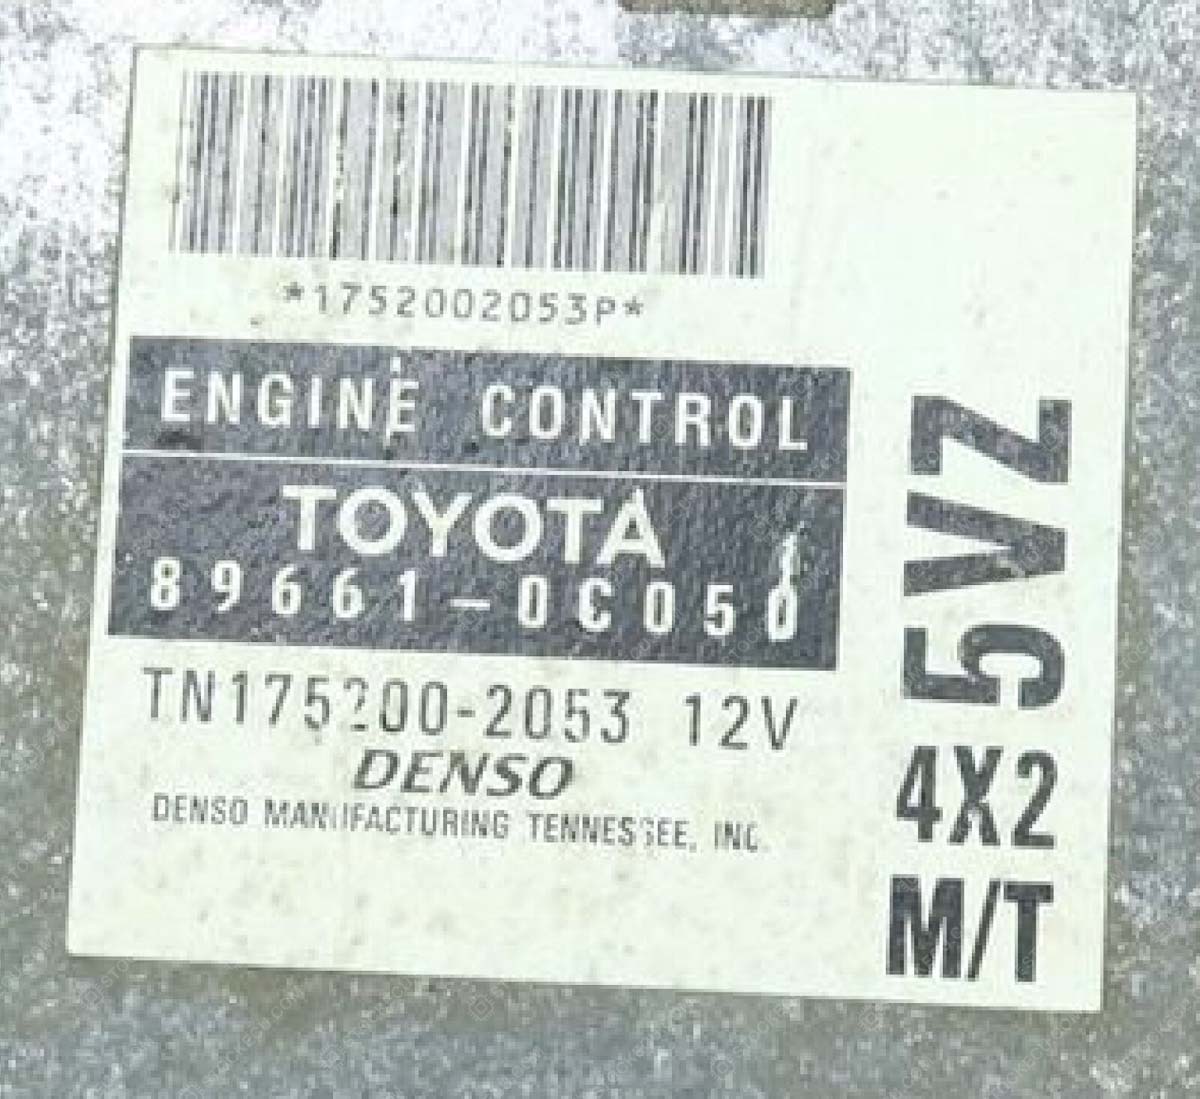 *1752002053P*
ENGINE CONTROL
TOYOTA
89661-0C050
TN175200-2053 12V
DENSO
DENSO MANUFACTURING TENNESSEE, INC.
5VZ
4X2
M/T